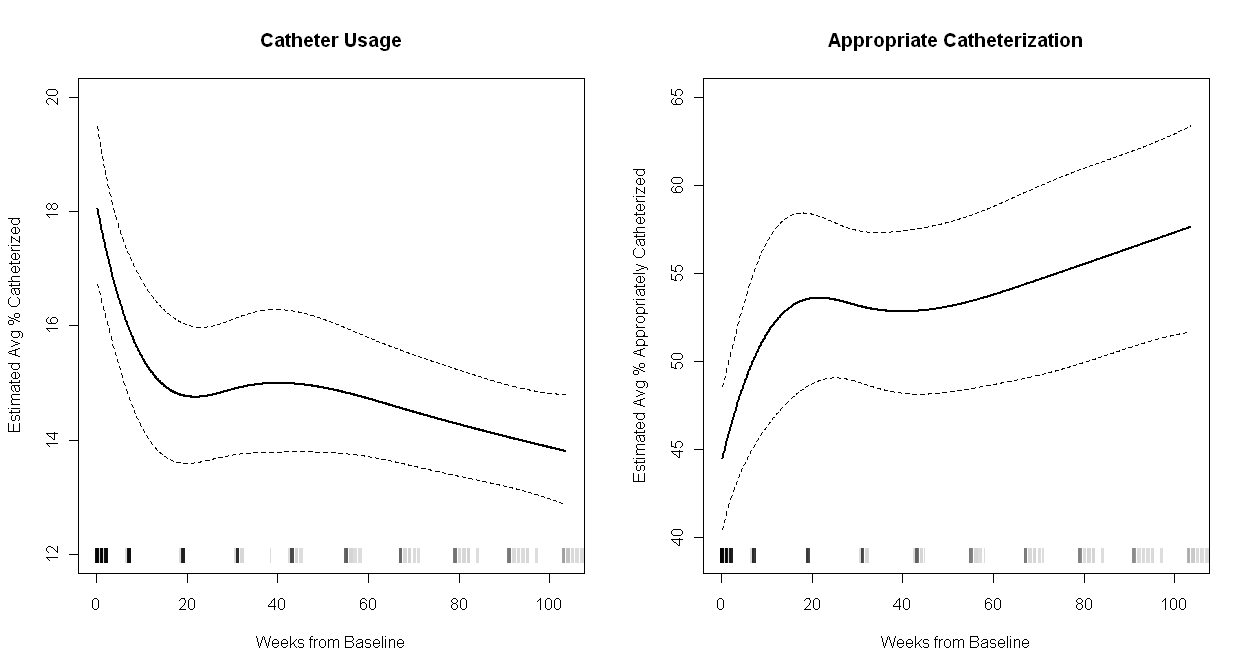 Catheter Usage
Estimated Avg % Catheterized
20
18
16
14
12
0 20 40 60 80 100
Weeks from Baseline
Appropriate Catheterization
Estimated Avg % Appropriately Catheterized
65
60
55
50
45
40
0 20 40 60 80 100
Weeks from Baseline